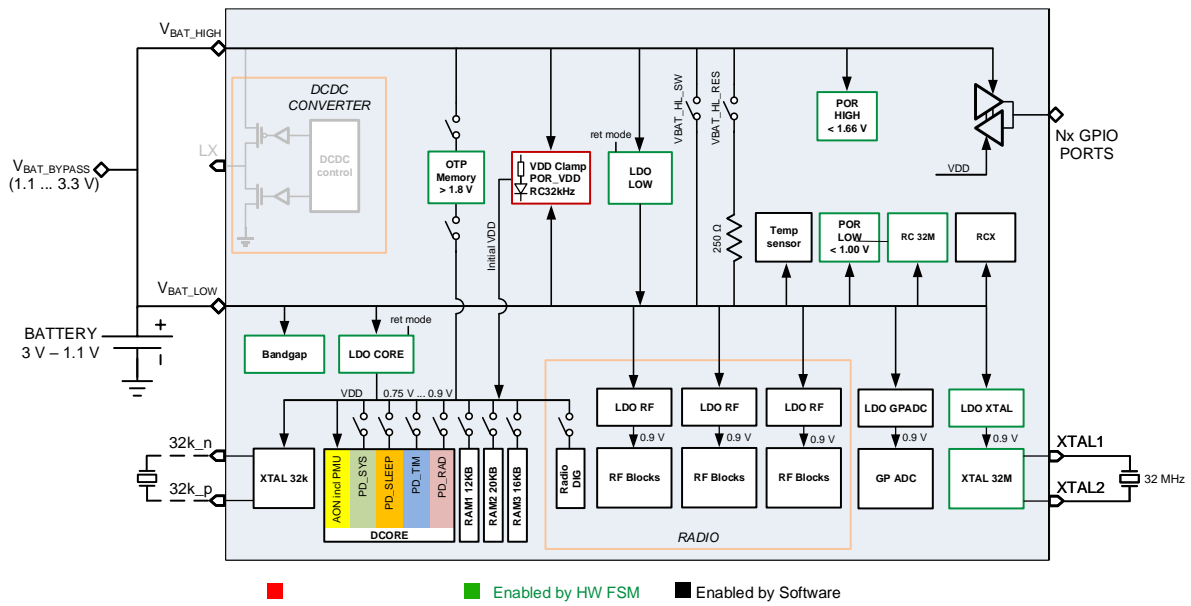 VBAT_HIGH
DCDC
CONVERTER
LX
DCDC
control
VBAT_BYPASS
(1.1 ... 3.3 V)
OTP
Memory
> 1.8 V
Initial VDD
VDD Clamp
POR_VDD
RC32kHz
ret mode
LDO
LOW
VBAT_HL_SW
VBAT_HL_RES
250 Ω
POR
HIGH
< 1.66 V
VDD
Nx GPIO
PORTS
Temp
sensor
POR
LOW
< 1.00 V
RC 32M
RCX
VBAT_LOW
BATTERY
3 V – 1.1 V
+
Bandgap
ret mode
LDO CORE
VDD
0.75 V ... 0.9 V
LDO RF
LDO RF
LDO RF
LDO GPADC
LDO XTAL
0.9 V
0.9 V
0.9 V
0.9 V
0.9 V
32k_n
32k_p
XTAL 32k
AON incl PMU
PD_SYS
PD_SLEEP
PD_TIM
PD_RAD
DCORE
RAM1 12KB
RAM2 20KB
RAM3 16KB
Radio
DIG
RF Blocks
RF Blocks
RF Blocks
GP ADC
XTAL 32M
RADIO
XTAL1
XTAL2
32 MHz
Enabled by HW FSM
Enabled by Software